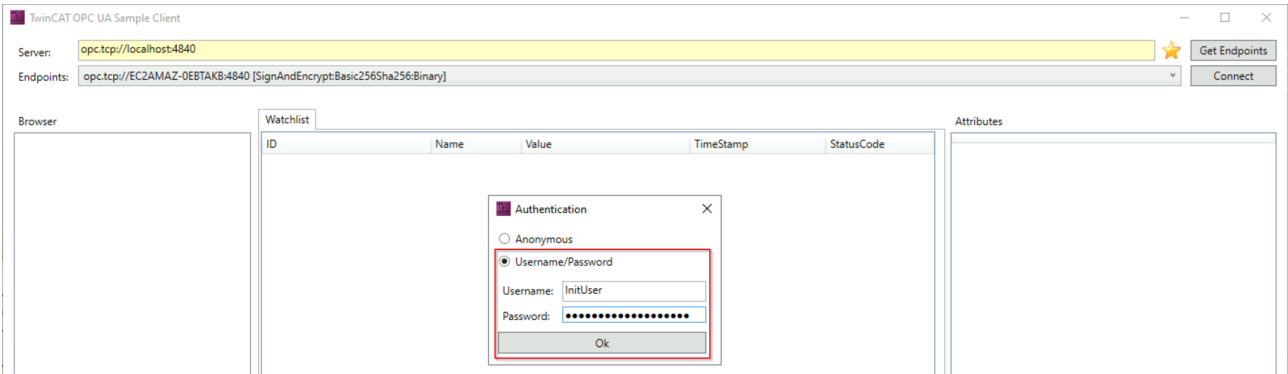 TwinCAT OPC UA Sample Client
Server: opc.tcp://localhost:4840 Get Endpoints
Endpoints: opc.tcp://EC2AMAZ-0EBTAKB:4840 [SignAndEncrypt:Basic256Sha256:Binary] Connect
Browser Watchlist Attributes
ID Name Value TimeStamp StatusCode
Authentication
Anonymous
Username/Password
Username: InitUser
Password: ●●●●●●●●●●●●●●●●●●●
Ok